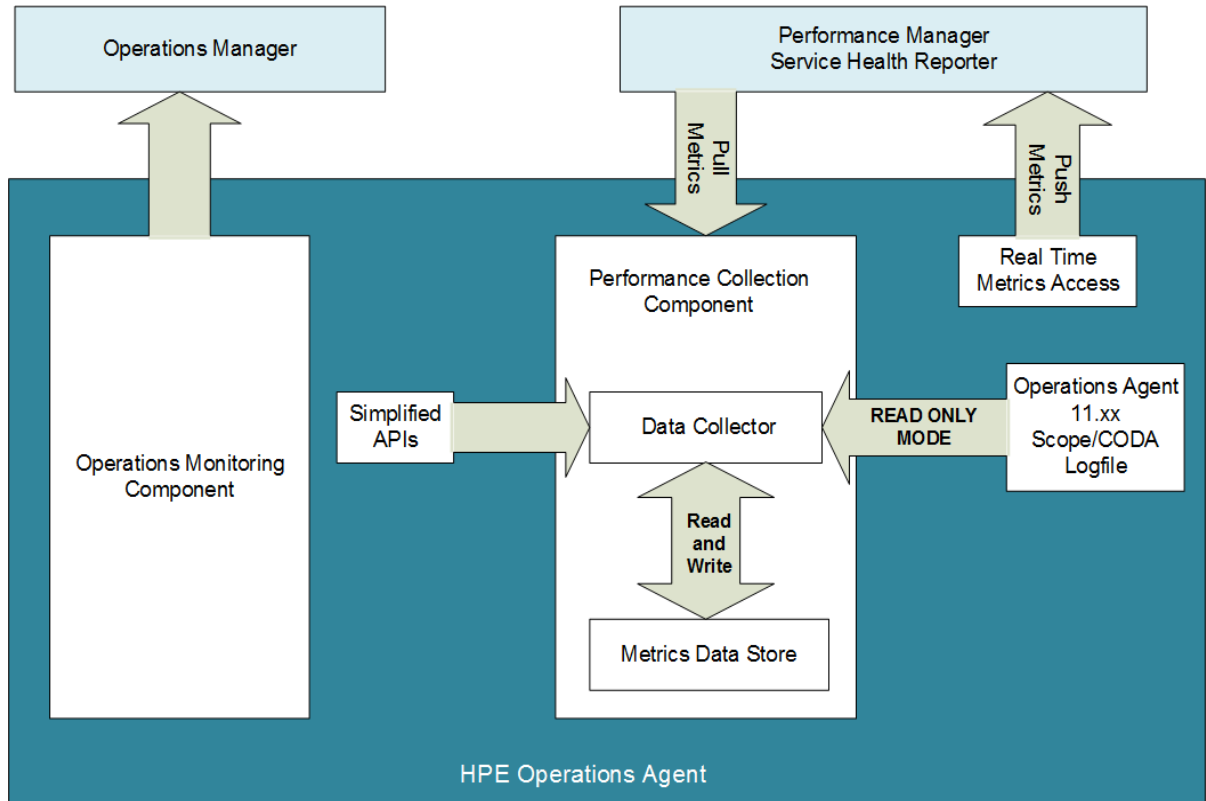 Operations Manager
Performance Manager
Service Health Reporter
Pull
Metrics
Push
Metrics
Real Time
Metrics Access
Performance Collection
Component
Operations Monitoring
Component
Simplified
APIs
Data Collector
READ ONLY
MODE
Operations Agent
11.xx
Scope/CODA
Logfile
Read
and
Write
Metrics Data Store
HPE Operations Agent